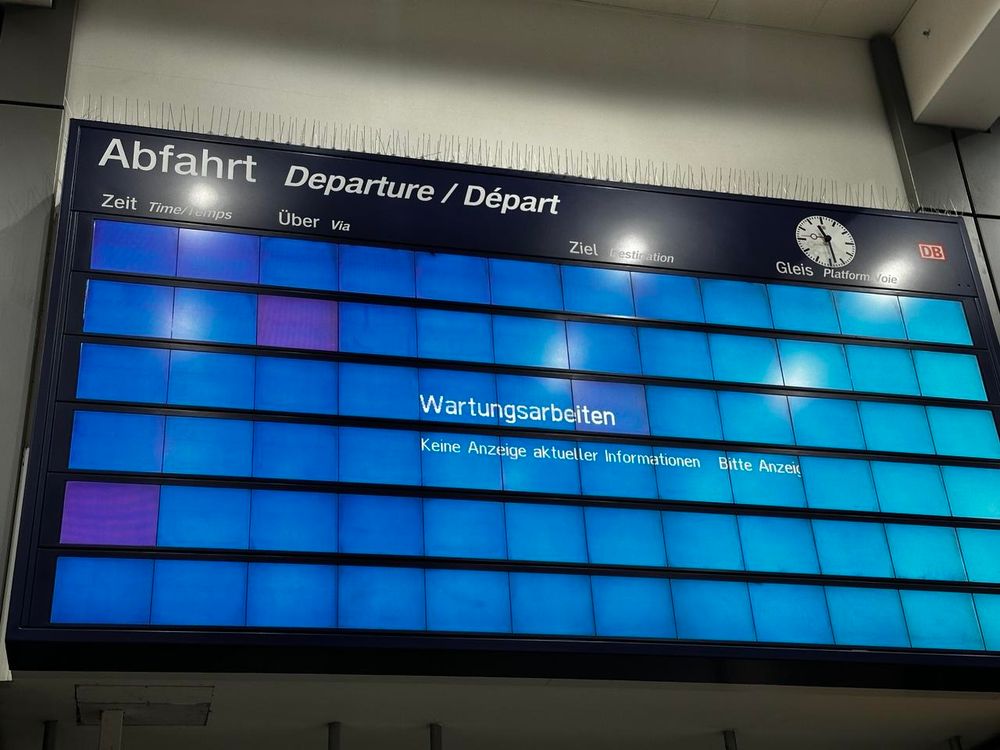 Abfahrt Departure / Départ
Zeit Time/Temps Über Via Ziel Destination Gleis Platform Voie
DB
Wartungsarbeiten
Keine Anzeige aktueller Informationen Bitte Anzeig